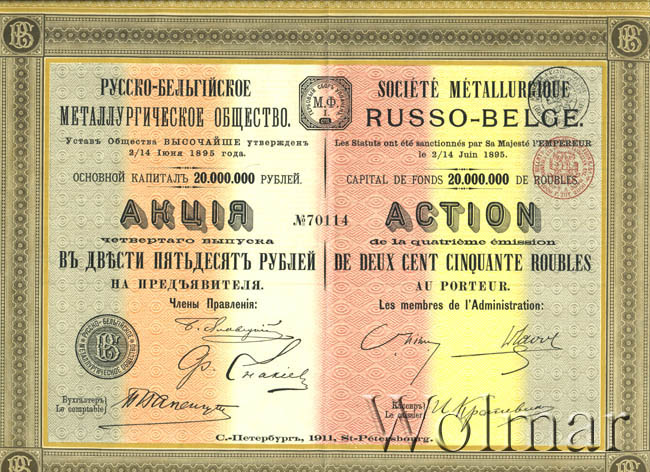 РУССКО-БЕЛЬГІЙСКОЕ
МЕТАЛЛУРГИЧЕСКОЕ ОБЩЕСТВО.
Уставъ Общества ВЫСОЧАЙШЕ утвержденъ
2/14 Іюня 1895 года.
ОСНОВНОЙ КАПИТАЛЪ 20.000.000 РУБЛЕЙ.
АКЦІЯ
четвертаго выпуска
ВЪ ДВѢСТИ ПЯТЬДЕСЯТЪ РУБЛЕЙ
НА ПРЕДЪЯВИТЕЛЯ.
Члены Правленія:
Бухгалтеръ
Le comptable
М.Ф.
№70114
SOCIÉTÉ MÉTALLURGIQUE
RUSSO-BELGE.
Les Statuts ont été sanctionnés par Sa Majesté l'EMPEREUR
le 2/14 Juin 1895.
CAPITAL DE FONDS 20.000.000 DE ROUBLES.
ACTION
de la quatrième émission
DE DEUX CENT CINQUANTE ROUBLES
AU PORTEUR.
Les membres de l'Administration:
Кассиръ
Le caissier
С.-Петербургъ, 1911, St-Pétersbourg.
Wolmar